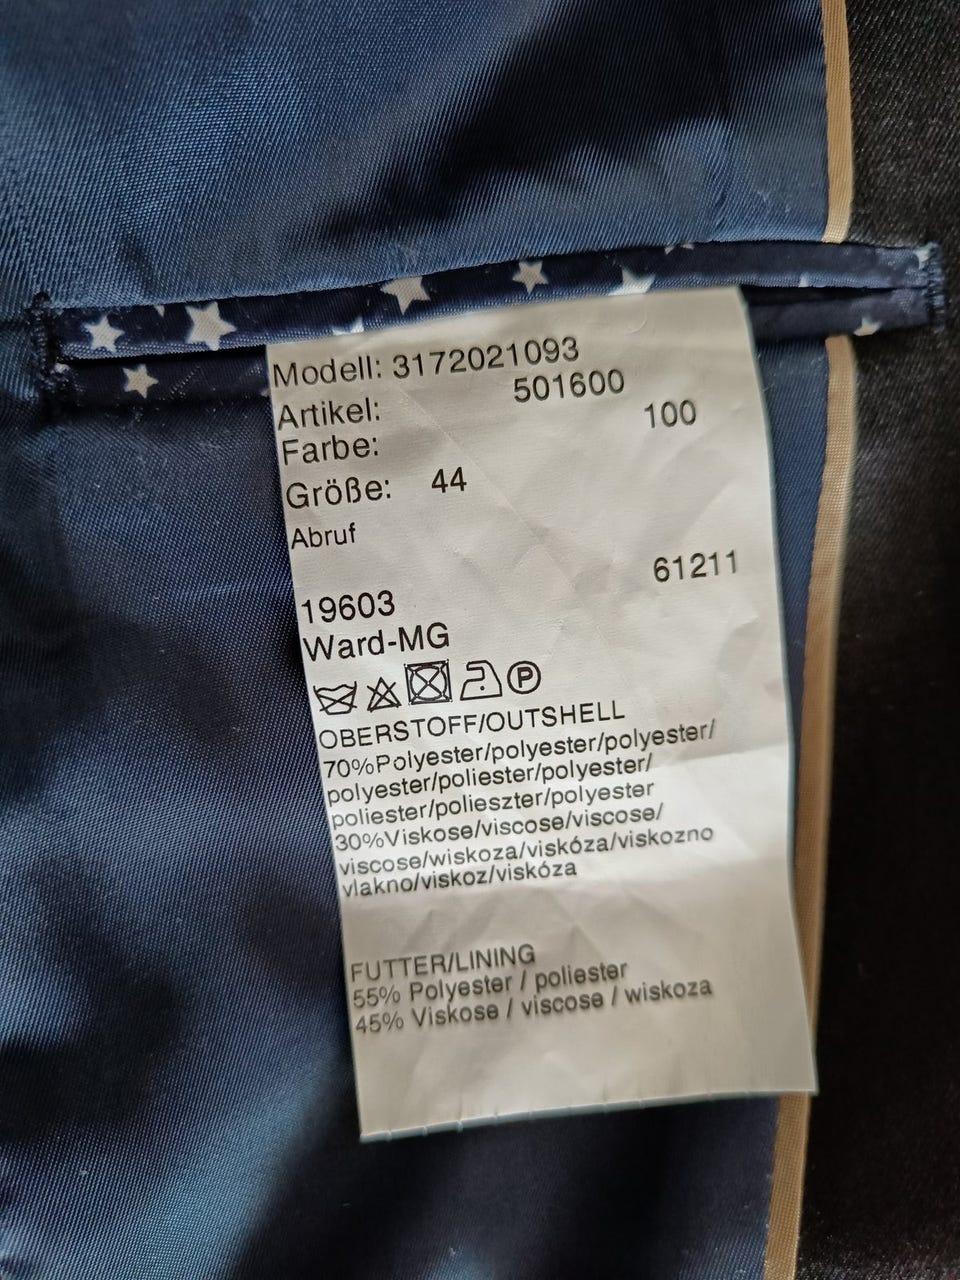 Modell: 3172021093
Artikel: 501600
Farbe: 100
Größe: 44
Abruf
61211
19603
Ward-MG
P
OBERSTOFF/OUTSHELL
70%Polyester/polyester/polyester/
polyester/poliester/polyester/
poliester/polieszter/polyester
30%Viskose/viscose/viscose/
viscose/wiskoza/viskóza/viskozno
vlakno/viskoz/viskóza
FUTTER/LINING
55% Polyester / poliester
45% Viskose / viscose / wiskoza